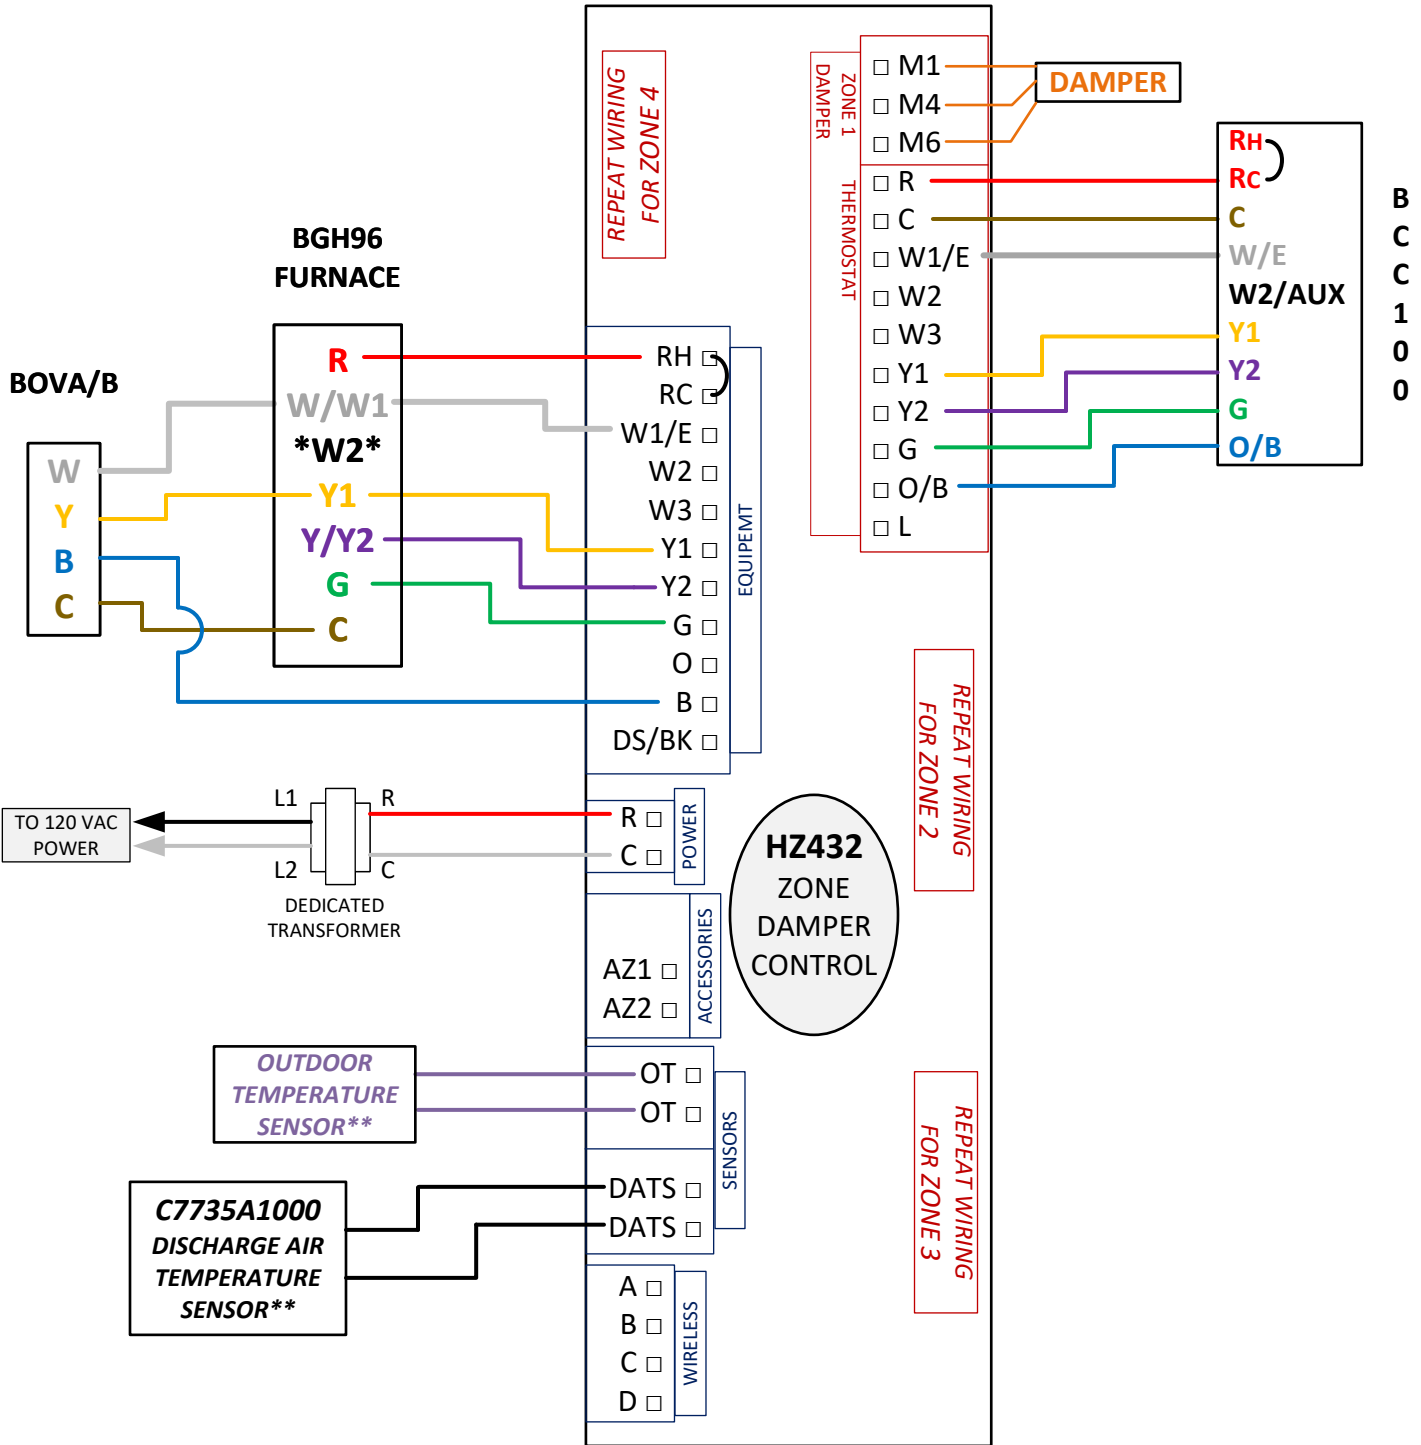 REPEAT WIRING
FOR ZONE 4
ZONE 1
DAMPER
M1
M4
M6
DAMPER
THERMOSTAT
R
C
W1/E
W2
W3
Y1
Y2
G
O/B
L
RH
RC
C
W/E
W2/AUX
Y1
Y2
G
O/B
B
C
C
1
0
0
BGH96
FURNACE
R
W/W1
*W2*
Y1
Y/Y2
G
C
BOVA/B
W
Y
B
C
RH
RC
W1/E
W2
W3
Y1
Y2
G
O
B
DS/BK
EQUIPEMT
REPEAT WIRING
FOR ZONE 2
TO 120 VAC
POWER
L1
L2
R
C
DEDICATED
TRANSFORMER
R
C
POWER
HZ432
ZONE
DAMPER
CONTROL
AZ1
AZ2
ACCESSORIES
OUTDOOR
TEMPERATURE
SENSOR**
OT
OT
DATS
DATS
SENSORS
C7735A1000
DISCHARGE AIR
TEMPERATURE
SENSOR**
REPEAT WIRING
FOR ZONE 3
A
B
C
D
WIRELESS